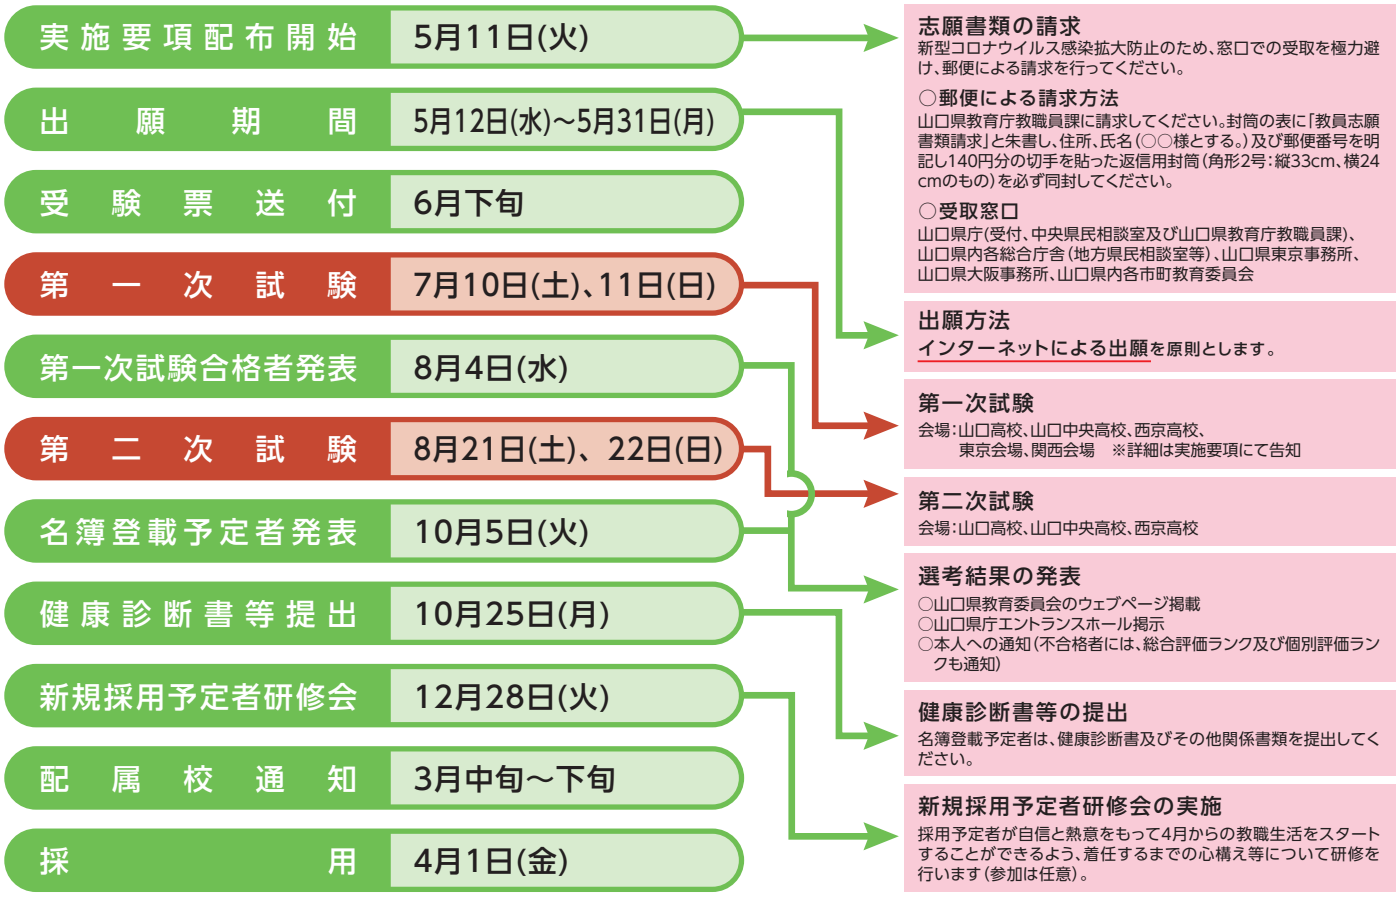 実施要項配布開始 5月11日(火)
出願期間 5月12日(水)～5月31日(月)
受験票送付 6月下旬
第一次試験 7月10日(土)、11日(日)
第一次試験合格者発表 8月4日(水)
第二次試験 8月21日(土)、22日(日)
名簿登載予定者発表 10月5日(火)
健康診断書等提出 10月25日(月)
新規採用予定者研修会 12月28日(火)
配属校通知 3月中旬～下旬
採用 4月1日(金)
志願書類の請求
新型コロナウイルス感染拡大防止のため、窓口での受取を極力避
け、郵便による請求を行ってください。
○郵便による請求方法
山口県教育庁教職員課に請求してください。封筒の表に「教員志願
書類請求」と朱書し、住所、氏名(○○様とする。)及び郵便番号を明
記し140円分の切手を貼った返信用封筒(角形2号：縦33cm、横24
cmのもの)を必ず同封してください。
○受取窓口
山口県庁(受付、中央県民相談室及び山口県教育庁教職員課)、
山口県内各総合庁舎(地方県民相談室等)、山口県東京事務所、
山口県大阪事務所、山口県内各市町教育委員会
出願方法
インターネットによる出願を原則とします。
第一次試験
会場：山口高校、山口中央高校、西京高校、
東京会場、関西会場　※詳細は実施要項にて告知
第二次試験
会場：山口高校、山口中央高校、西京高校
選考結果の発表
○山口県教育委員会のウェブページ掲載
○山口県庁エントランスホール掲示
○本人への通知(不合格者には、総合評価ランク及び個別評価ラン
クも通知)
健康診断書等の提出
名簿登載予定者は、健康診断書及びその他関係書類を提出してく
ださい。
新規採用予定者研修会の実施
採用予定者が自信と熱意をもって4月からの教職生活をスタート
することができるよう、着任するまでの心構え等について研修を
行います(参加は任意)。